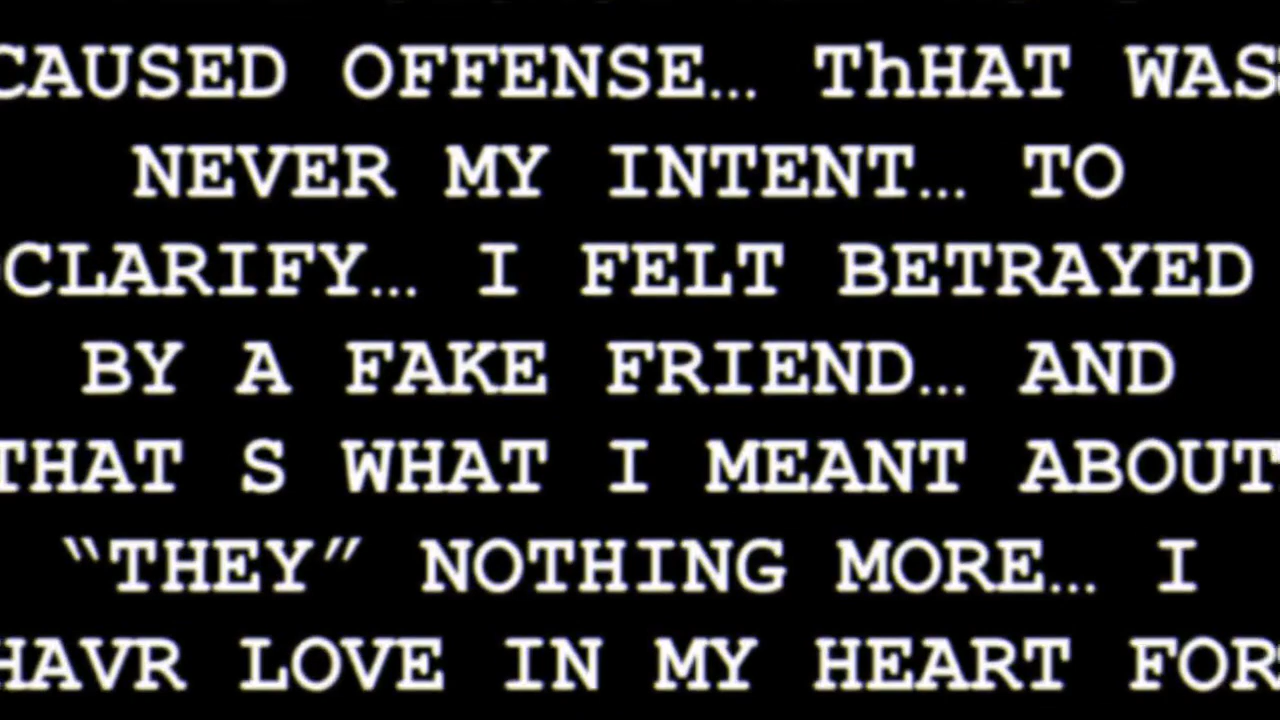 CAUSED OFFENSE… ThHAT WAS
NEVER MY INTENT… TO
CLARIFY… I FELT BETRAYED
BY A FAKE FRIEND… AND
THAT S WHAT I MEANT ABOUT
“THEY” NOTHING MORE… I
HAVR LOVE IN MY HEART FOR